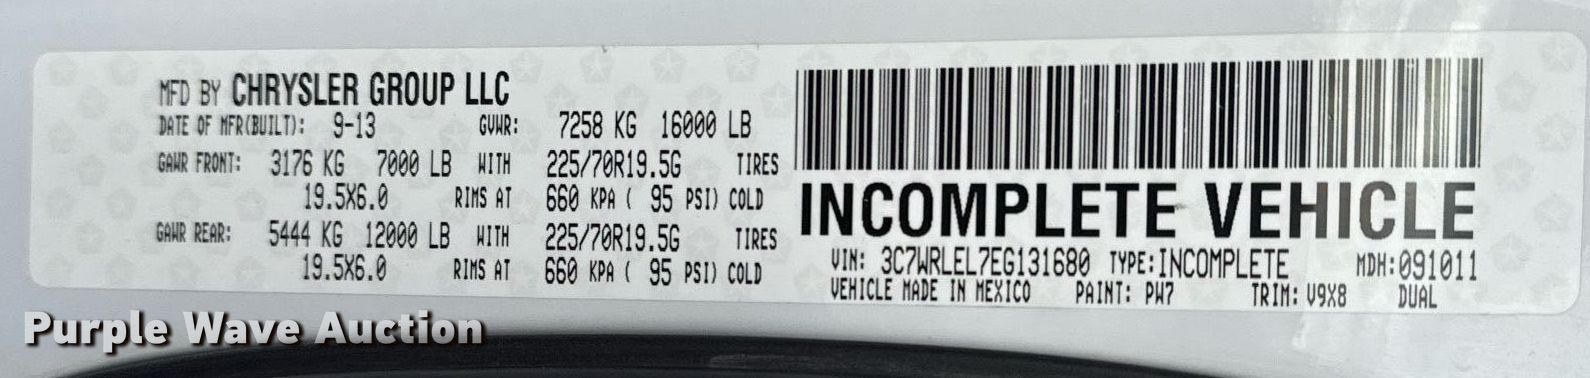 MFD BY CHRYSLER GROUP LLC
DATE OF MFR(BUILT): 9-13 GVWR: 7258 KG 16000 LB
GAWR FRONT: 3176 KG 7000 LB WITH 225/70R19.5G TIRES
19.5X6.0 RIMS AT 660 KPA ( 95 PSI) COLD
GAWR REAR: 5444 KG 12000 LB WITH 225/70R19.5G TIRES
19.5X6.0 RIMS AT 660 KPA ( 95 PSI) COLD
INCOMPLETE VEHICLE
VIN: 3C7WRLEL7EG131680 TYPE:INCOMPLETE MDH:091011
VEHICLE MADE IN MEXICO PAINT: PW7 TRIM: V9X8 DUAL
Purple Wave Auction